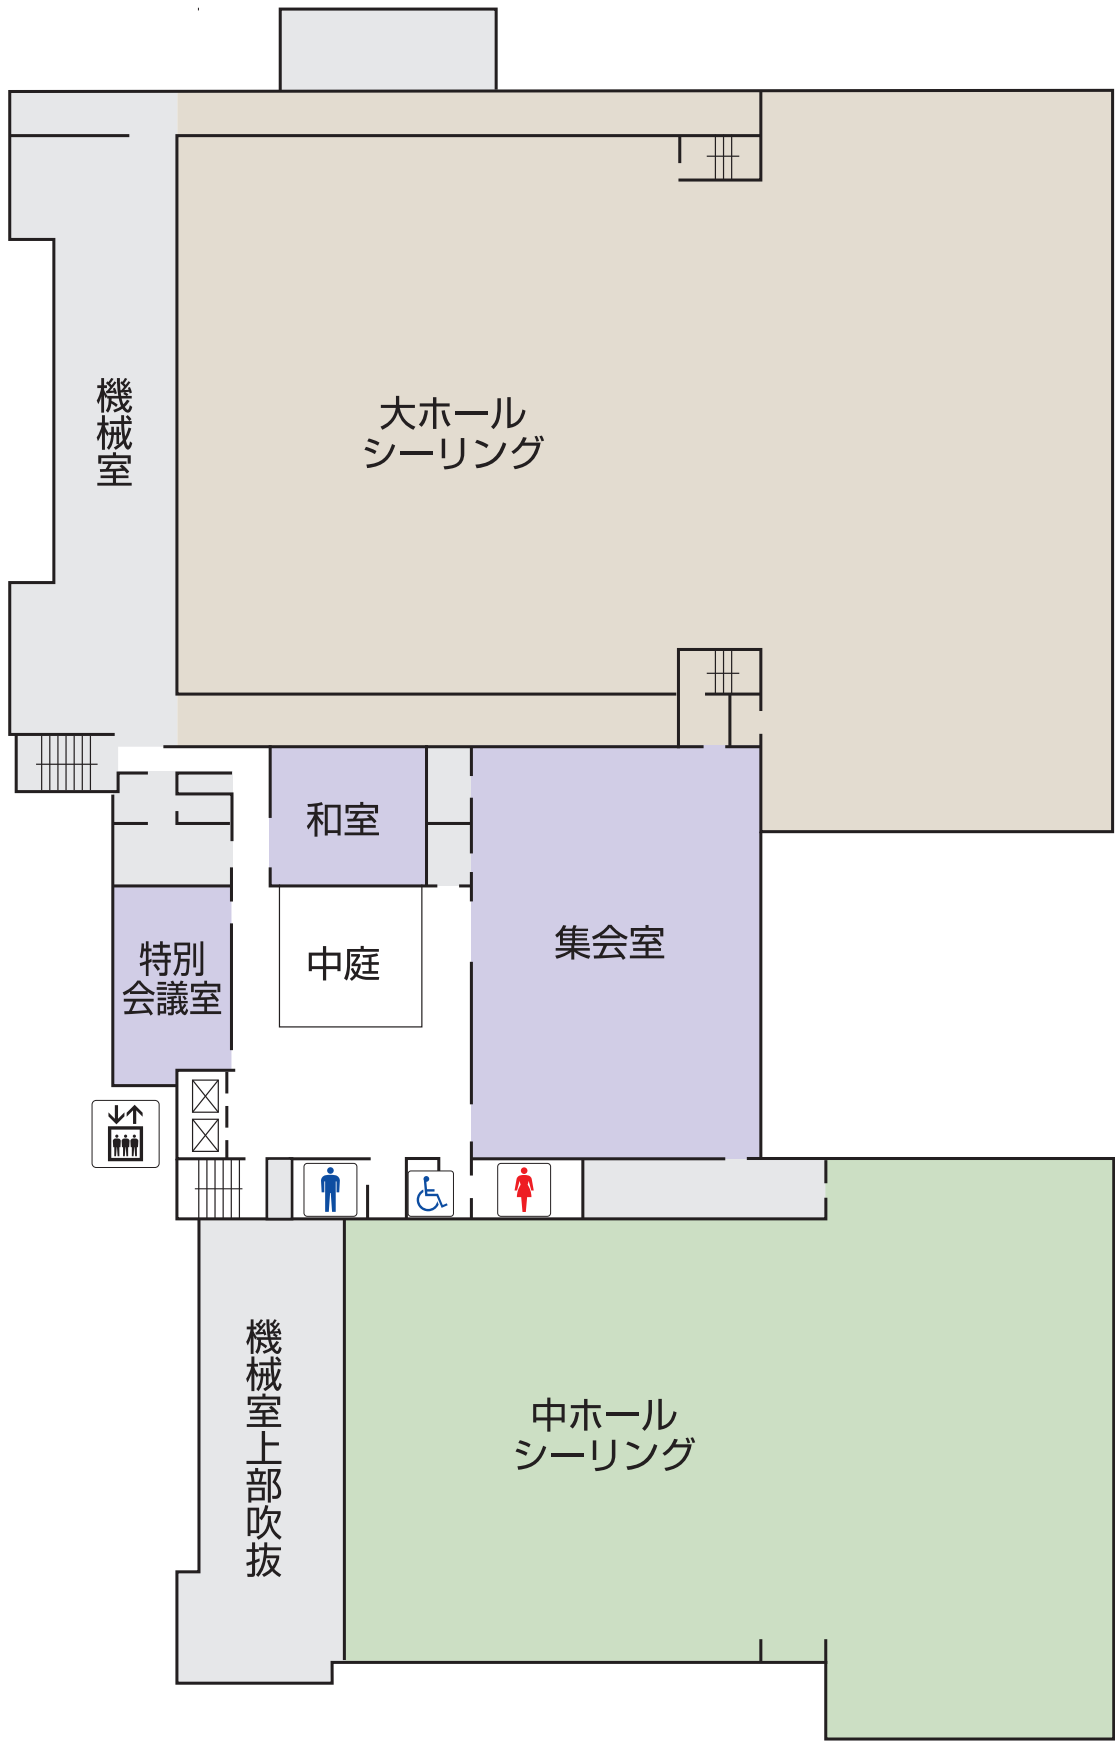 機械室
大ホール
シーリング
和室
集会室
特別
会議室
中庭
機械室上部吹抜
中ホール
シーリング